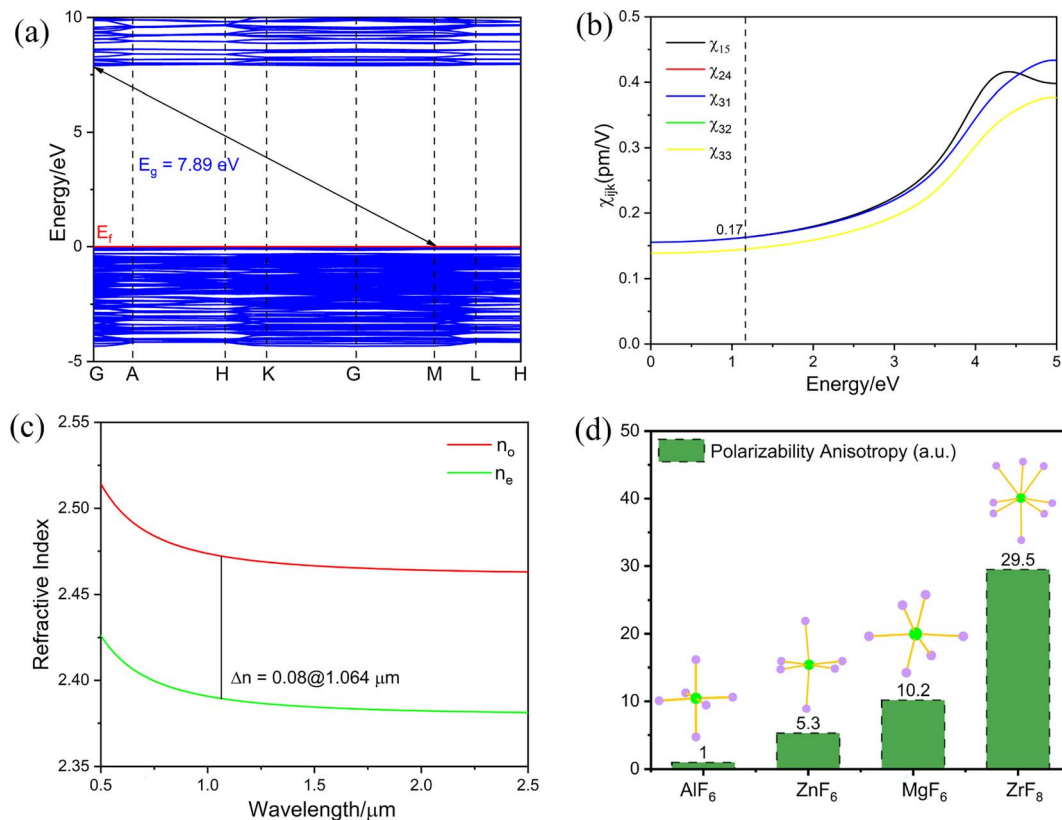 (a)
10
5
0
-5
Energy/eV
E_g = 7.89 eV
E_f
G A H K G M L H
(b)
0.5
0.4
0.3
0.2
0.1
0.0
χ_ijk(pm/V)
χ_15
χ_24
χ_31
χ_32
χ_33
0.17
0 1 2 3 4 5
Energy/eV
(c)
2.55
2.50
2.45
2.40
2.35
Refractive Index
n_o
n_e
Δn = 0.08@1.064 μm
0.5 1.0 1.5 2.0 2.5
Wavelength/μm
(d)
50
40
30
20
10
0
Polarizability Anisotropy (a.u.)
1
5.3
10.2
29.5
AlF₆ ZnF₆ MgF₆ ZrF₈